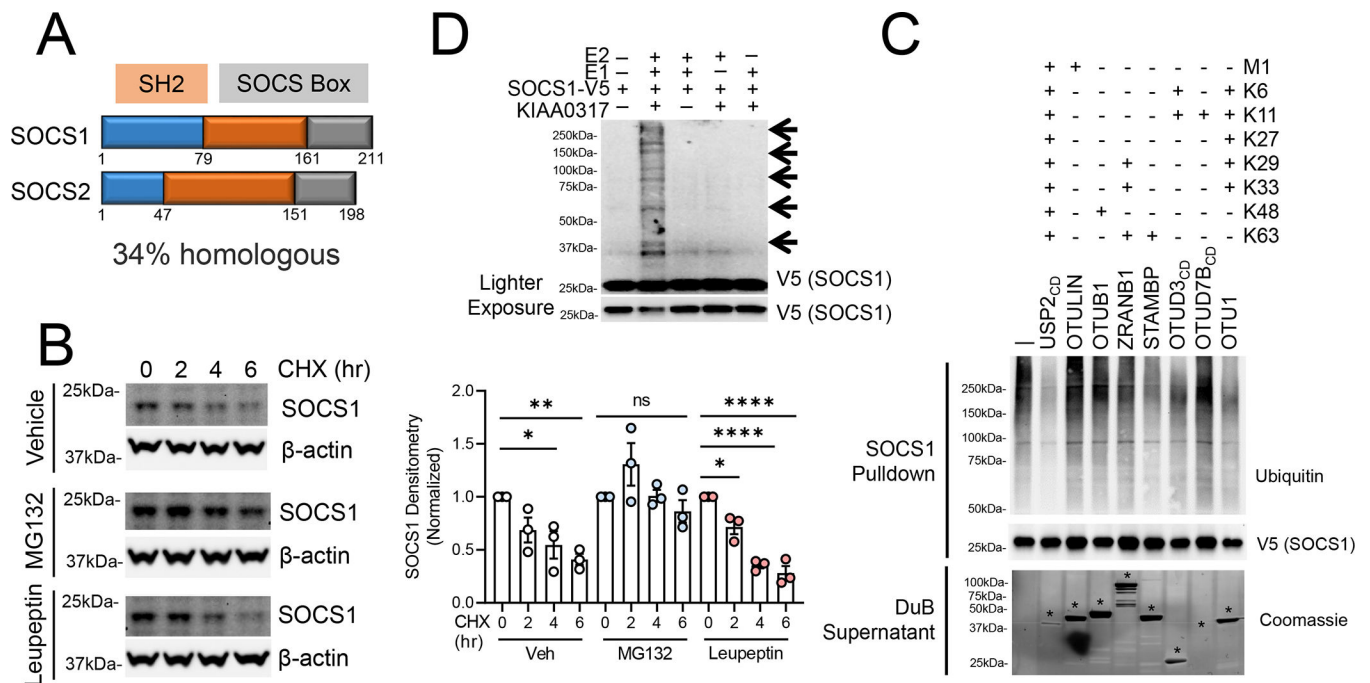 A
SH2
SOCS Box
SOCS1
1
79
161
211
SOCS2
1
47
151
198
34% homologous
D
E2 – + + + –
E1 – + + – +
SOCS1-V5 + + + + +
KIAA0317 – + – + +
250kDa-
150kDa-
100kDa-
75kDa-
50kDa-
37kDa-
25kDa-
V5 (SOCS1)
Lighter
Exposure
25kDa-
V5 (SOCS1)
C
+ + - - - - - - M1
+ - - - - + - + K6
+ - - - - + + + K11
+ - - - - - - + K27
+ - - + - - - + K29
+ - - + - - - + K33
+ - + - - - - - K48
+ - - + + - - - K63
–
USP2CD
OTULIN
OTUB1
ZRANB1
STAMBP
OTUD3CD
OTUD7BCD
OTU1
SOCS1
Pulldown
250kDa-
150kDa-
100kDa-
75kDa-
50kDa-
Ubiquitin
25kDa-
V5 (SOCS1)
DuB
Supernatant
100kDa-
75kDa-
50kDa-
37kDa-
25kDa-
* * * * * * * *
Coomassie
B
0 2 4 6 CHX (hr)
Vehicle
25kDa-
SOCS1
37kDa-
β-actin
MG132
25kDa-
SOCS1
37kDa-
β-actin
Leupeptin
25kDa-
SOCS1
37kDa-
β-actin
SOCS1 Densitometry
(Normalized)
2.0
1.5
1.0
0.5
0.0
**
*
ns
****
****
*
CHX
(hr)
0 2 4 6 0 2 4 6 0 2 4 6
Veh
MG132
Leupeptin